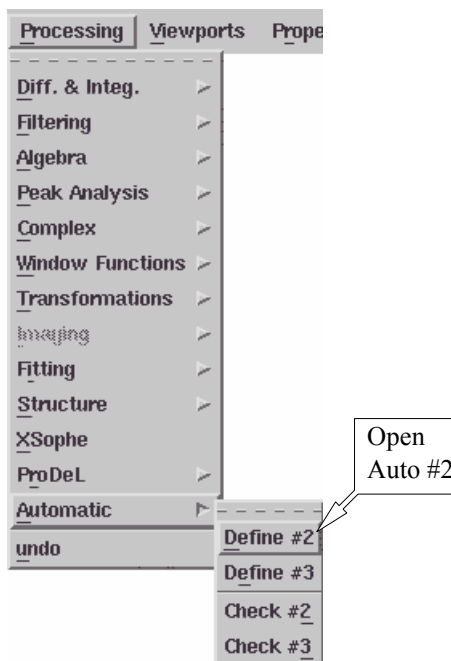 Processing Viewports Prope
Diff. & Integ.
Filtering
Algebra
Peak Analysis
Complex
Window Functions
Transformations
Imaging
Fitting
Structure
XSophe
ProDeL
Automatic
undo
Open
Auto #2
Define #2
Define #3
Check #2
Check #3